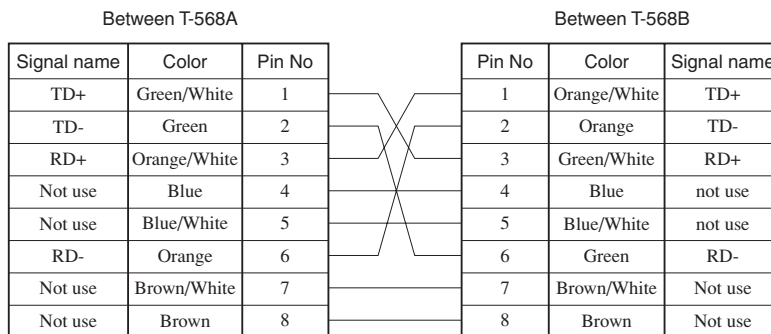 Between T-568A Between T-568B
Signal name Color Pin No Pin No Color Signal name
TD+ Green/White 1 1 Orange/White TD+
TD- Green 2 2 Orange TD-
RD+ Orange/White 3 3 Green/White RD+
Not use Blue 4 4 Blue not use
Not use Blue/White 5 5 Blue/White not use
RD- Orange 6 6 Green RD-
Not use Brown/White 7 7 Brown/White Not use
Not use Brown 8 8 Brown Not use